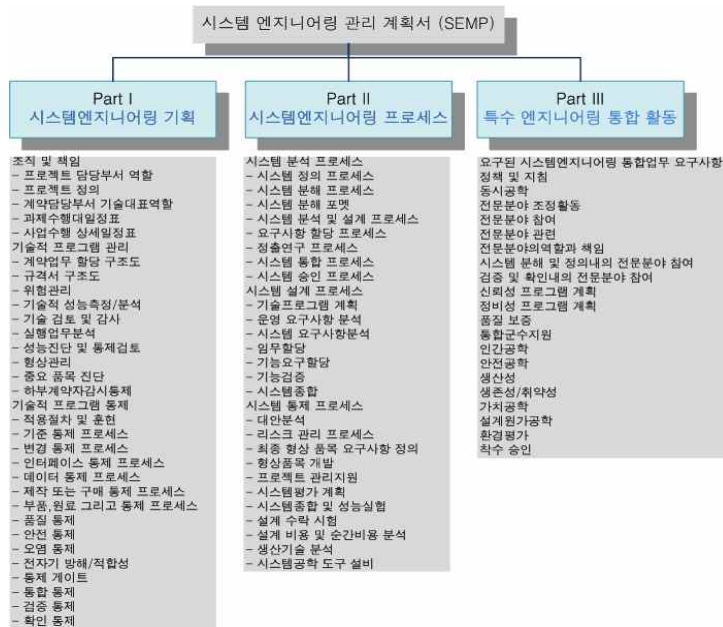 시스템 엔지니어링 관리 계획서 (SEMP)
Part I
시스템엔지니어링 기획
조직 및 책임
– 프로젝트 담당부서 역할
– 프로젝트 정의
– 계약담당부서 기술대표역할
– 과제수행대일정표
– 사업수행 상세일정표
기술적 프로그램 관리
– 계약업무 할당 구조도
– 규격서 구조도
– 위험관리
– 기술적 성능측정/분석
– 기술 검토 및 감사
– 실행업무분석
– 성능진단 및 통제검토
– 형상관리
– 중요 품목 진단
– 하부계약자감시통제
기술적 프로그램 통제
– 적용절차 및 훈현
– 기준 통제 프로세스
– 변경 통제 프로세스
– 인터페이스 통제 프로세스
– 데이터 통제 프로세스
– 제작 또는 구매 통제 프로세스
– 부품,원료 그리고 통제 프로세스
– 품질 통제
– 안전 통제
– 오염 통제
– 전자기 방해/적합성
– 통제 게이트
– 통합 통제
– 검증 통제
– 확인 통제
Part II
시스템엔지니어링 프로세스
시스템 분석 프로세스
– 시스템 정의 프로세스
– 시스템 분해 프로세스
– 시스템 분해 포멧
– 시스템 분석 및 설계 프로세스
– 요구사항 할당 프로세스
– 정출연구 프로세스
– 시스템 통합 프로세스
– 시스템 승인 프로세스
시스템 설계 프로세스
– 기술프로그램 계획
– 운영 요구사항 분석
– 시스템 요구사항분석
– 임무할당
– 기능요구할당
– 기능검증
– 시스템종합
시스템 통제 프로세스
– 대안분석
– 리스크 관리 프로세스
– 최종 형상 품목 요구사항 정의
– 형상품목 개발
– 프로젝트 관리지원
– 시스템평가 계획
– 시스템종합 및 성능실험
– 설계 수락 시험
– 설계 비용 및 순간비용 분석
– 생산기술 분석
– 시스템공학 도구 설비
Part III
특수 엔지니어링 통합 활동
요구된 시스템엔지니어링 통합업무 요구사항
정책 및 지침
동시공학
전문분야 조정활동
전문분야 참여
전문분야 관련
전문분야의역할과 책임
시스템 분해 및 정의내의 전문분야 참여
검증 및 확인내의 전문분야 참여
신뢰성 프로그램 계획
정비성 프로그램 계획
품질 보증
통합군수지원
인간공학
안전공학
생산성
생존성/취약성
가치공학
설계원가공학
환경평가
착수 승인